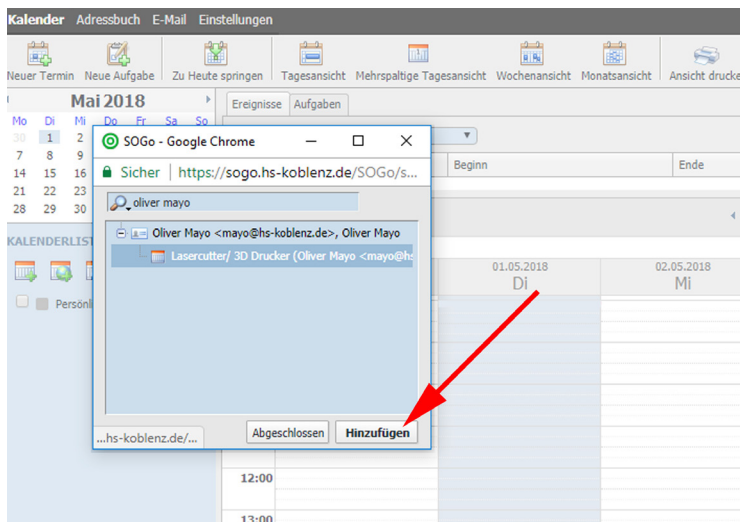 Kalender Adressbuch E-Mail Einstellungen
Neuer Termin Neue Aufgabe Zu Heute springen Tagesansicht Mehrspaltige Tagesansicht Wochenansicht Monatsansicht Ansicht drucke
Mai 2018
Ereignisse Aufgaben
Mo Di Mi Do Fr Sa So
30 1 2
7 8 9
14 15 16
21 22 23
28 29 30
Beginn Ende
SOGo - Google Chrome
Sicher https://sogo.hs-koblenz.de/SOGo/s...
oliver mayo
Oliver Mayo <mayo@hs-koblenz.de>, Oliver Mayo
Lasercutter/ 3D Drucker (Oliver Mayo <mayo@hs
KALENDERLIST
Persönl
01.05.2018 02.05.2018
Di Mi
...hs-koblenz.de/...
Abgeschlossen Hinzufügen
12:00
13:00